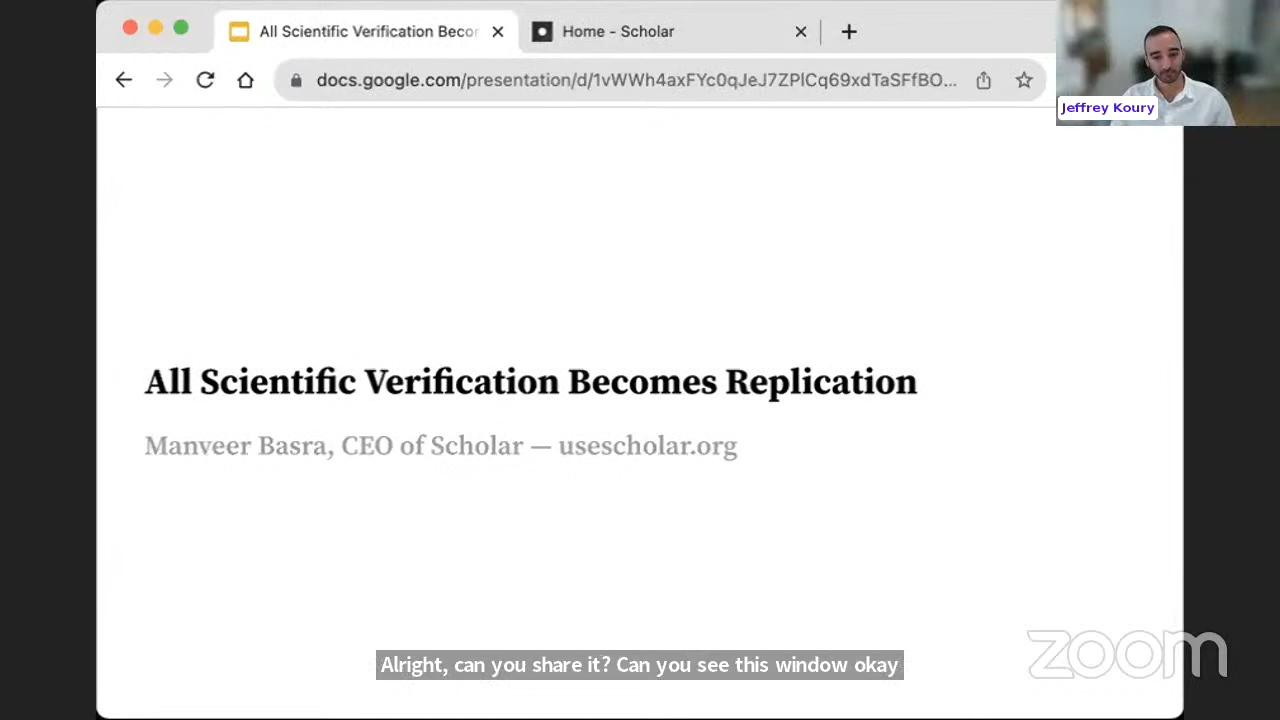 All Scientific Verification Becor
Home - Scholar
docs.google.com/presentation/d/1vWWh4axFYc0qJeJ7ZPlCq69xdTaSFfBO...
Jeffrey Koury
All Scientific Verification Becomes Replication
Manveer Basra, CEO of Scholar — usescholar.org
Alright, can you share it? Can you see this window okay
zoom